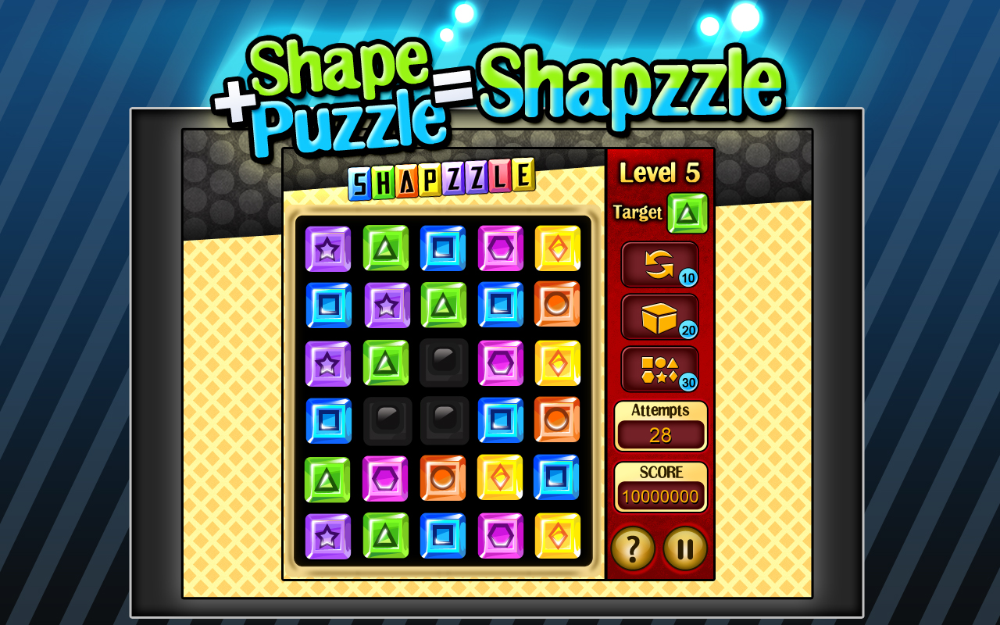 Shape
+Puzzle=Shapzzle
SHAPZZLE
Level 5
Target
10
20
30
Attempts
28
SCORE
10000000
?